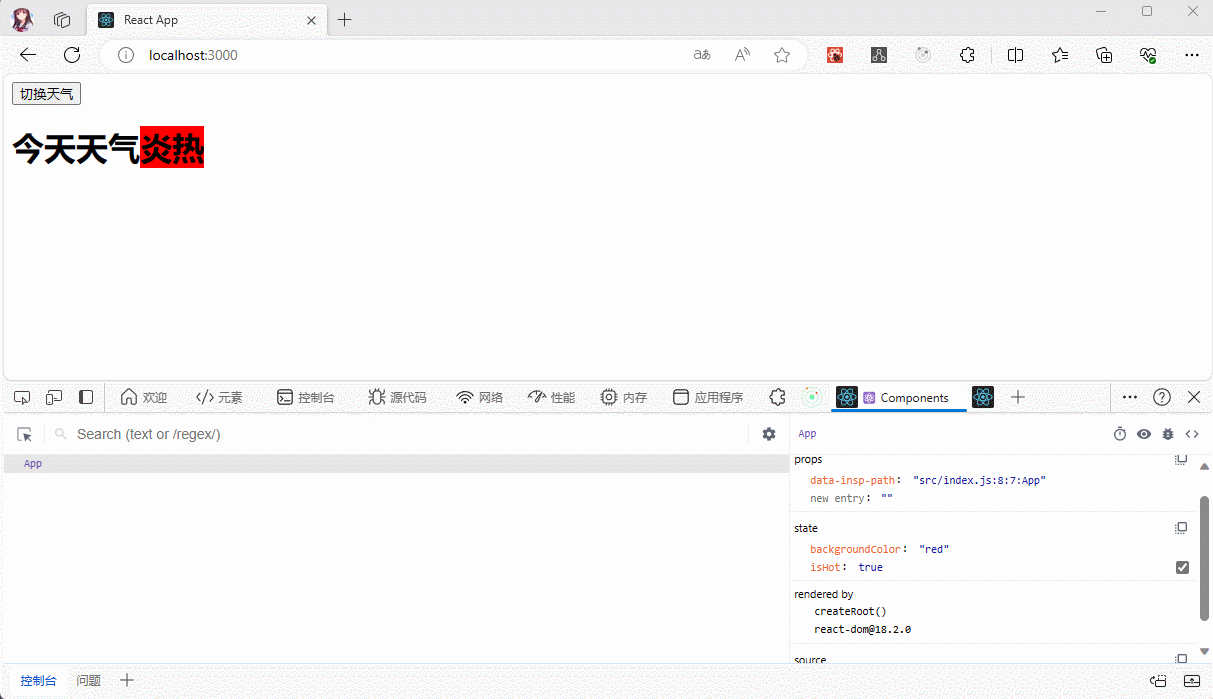 React App
localhost:3000
aあ
切换天气
今天天气炎热
欢迎 元素 控制台 源代码 网络 性能 内存 应用程序 Components
Search (text or /regex/)
App
App
props
data-insp-path: "src/index.js:8:7:App"
new entry: ""
state
backgroundColor: "red"
isHot: true
rendered by
createRoot()
react-dom@18.2.0
source
控制台 问题